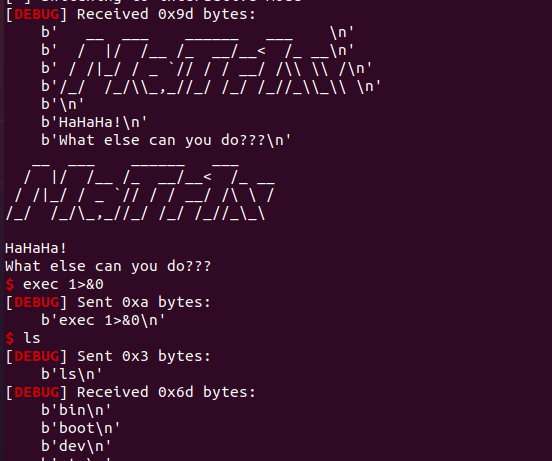 [DEBUG] Received 0x9d bytes:
    b'   __  ___     ______   ___     \n'
    b'  /  |/  /__ /_  __/__<  /_ __\n'
    b' / /|_/ / _ `// / / __/ /\\ \\ /\n'
    b'/_/  /_/\\_,_//_/ /_/ /_//_\\_\\ \n'
    b'\n'
    b'HaHaHa!\n'
    b'What else can you do???\n'
   __  ___     ______   ___
  /  |/  /__ /_  __/__<  /_ __
 / /|_/ / _ `// / / __/ /\ \ /
/_/  /_/\_,_//_/ /_/ /_//_\_\
HaHaHa!
What else can you do???
$ exec 1>&0
[DEBUG] Sent 0xa bytes:
    b'exec 1>&0\n'
$ ls
[DEBUG] Sent 0x3 bytes:
    b'ls\n'
[DEBUG] Received 0x6d bytes:
    b'bin\n'
    b'boot\n'
    b'dev\n'